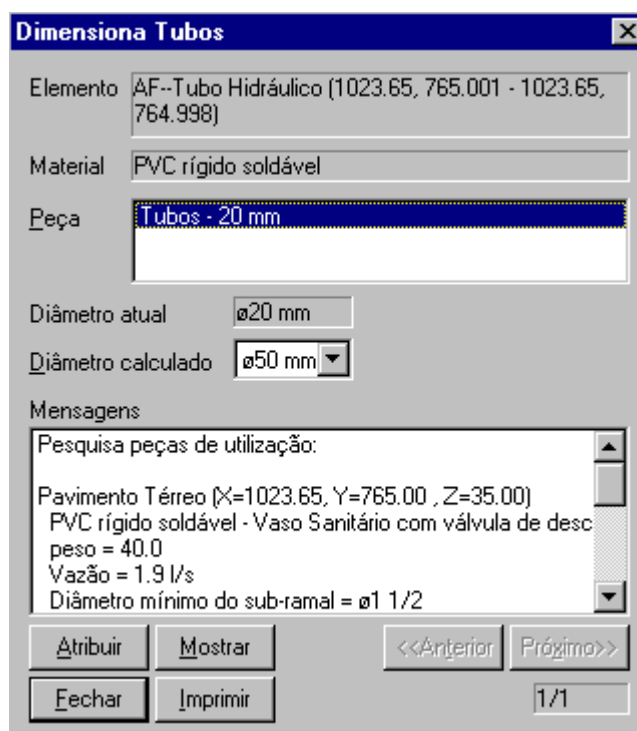 Dimensiona Tubos
Elemento AF--Tubo Hidráulico (1023.65, 765.001 - 1023.65,
764.998)
Material PVC rígido soldável
Peça Tubos - 20 mm
Diâmetro atual ø20 mm
Diâmetro calculado ø50 mm
Mensagens
Pesquisa peças de utilização:
Pavimento Térreo (X=1023.65, Y=765.00 , Z=35.00)
PVC rígido soldável - Vaso Sanitário com válvula de desc
peso = 40.0
Vazão = 1.9 l/s
Diâmetro mínimo do sub-ramal = ø1 1/2
Atribuir Mostrar <<Anterior Próximo>>
Fechar Imprimir 1/1